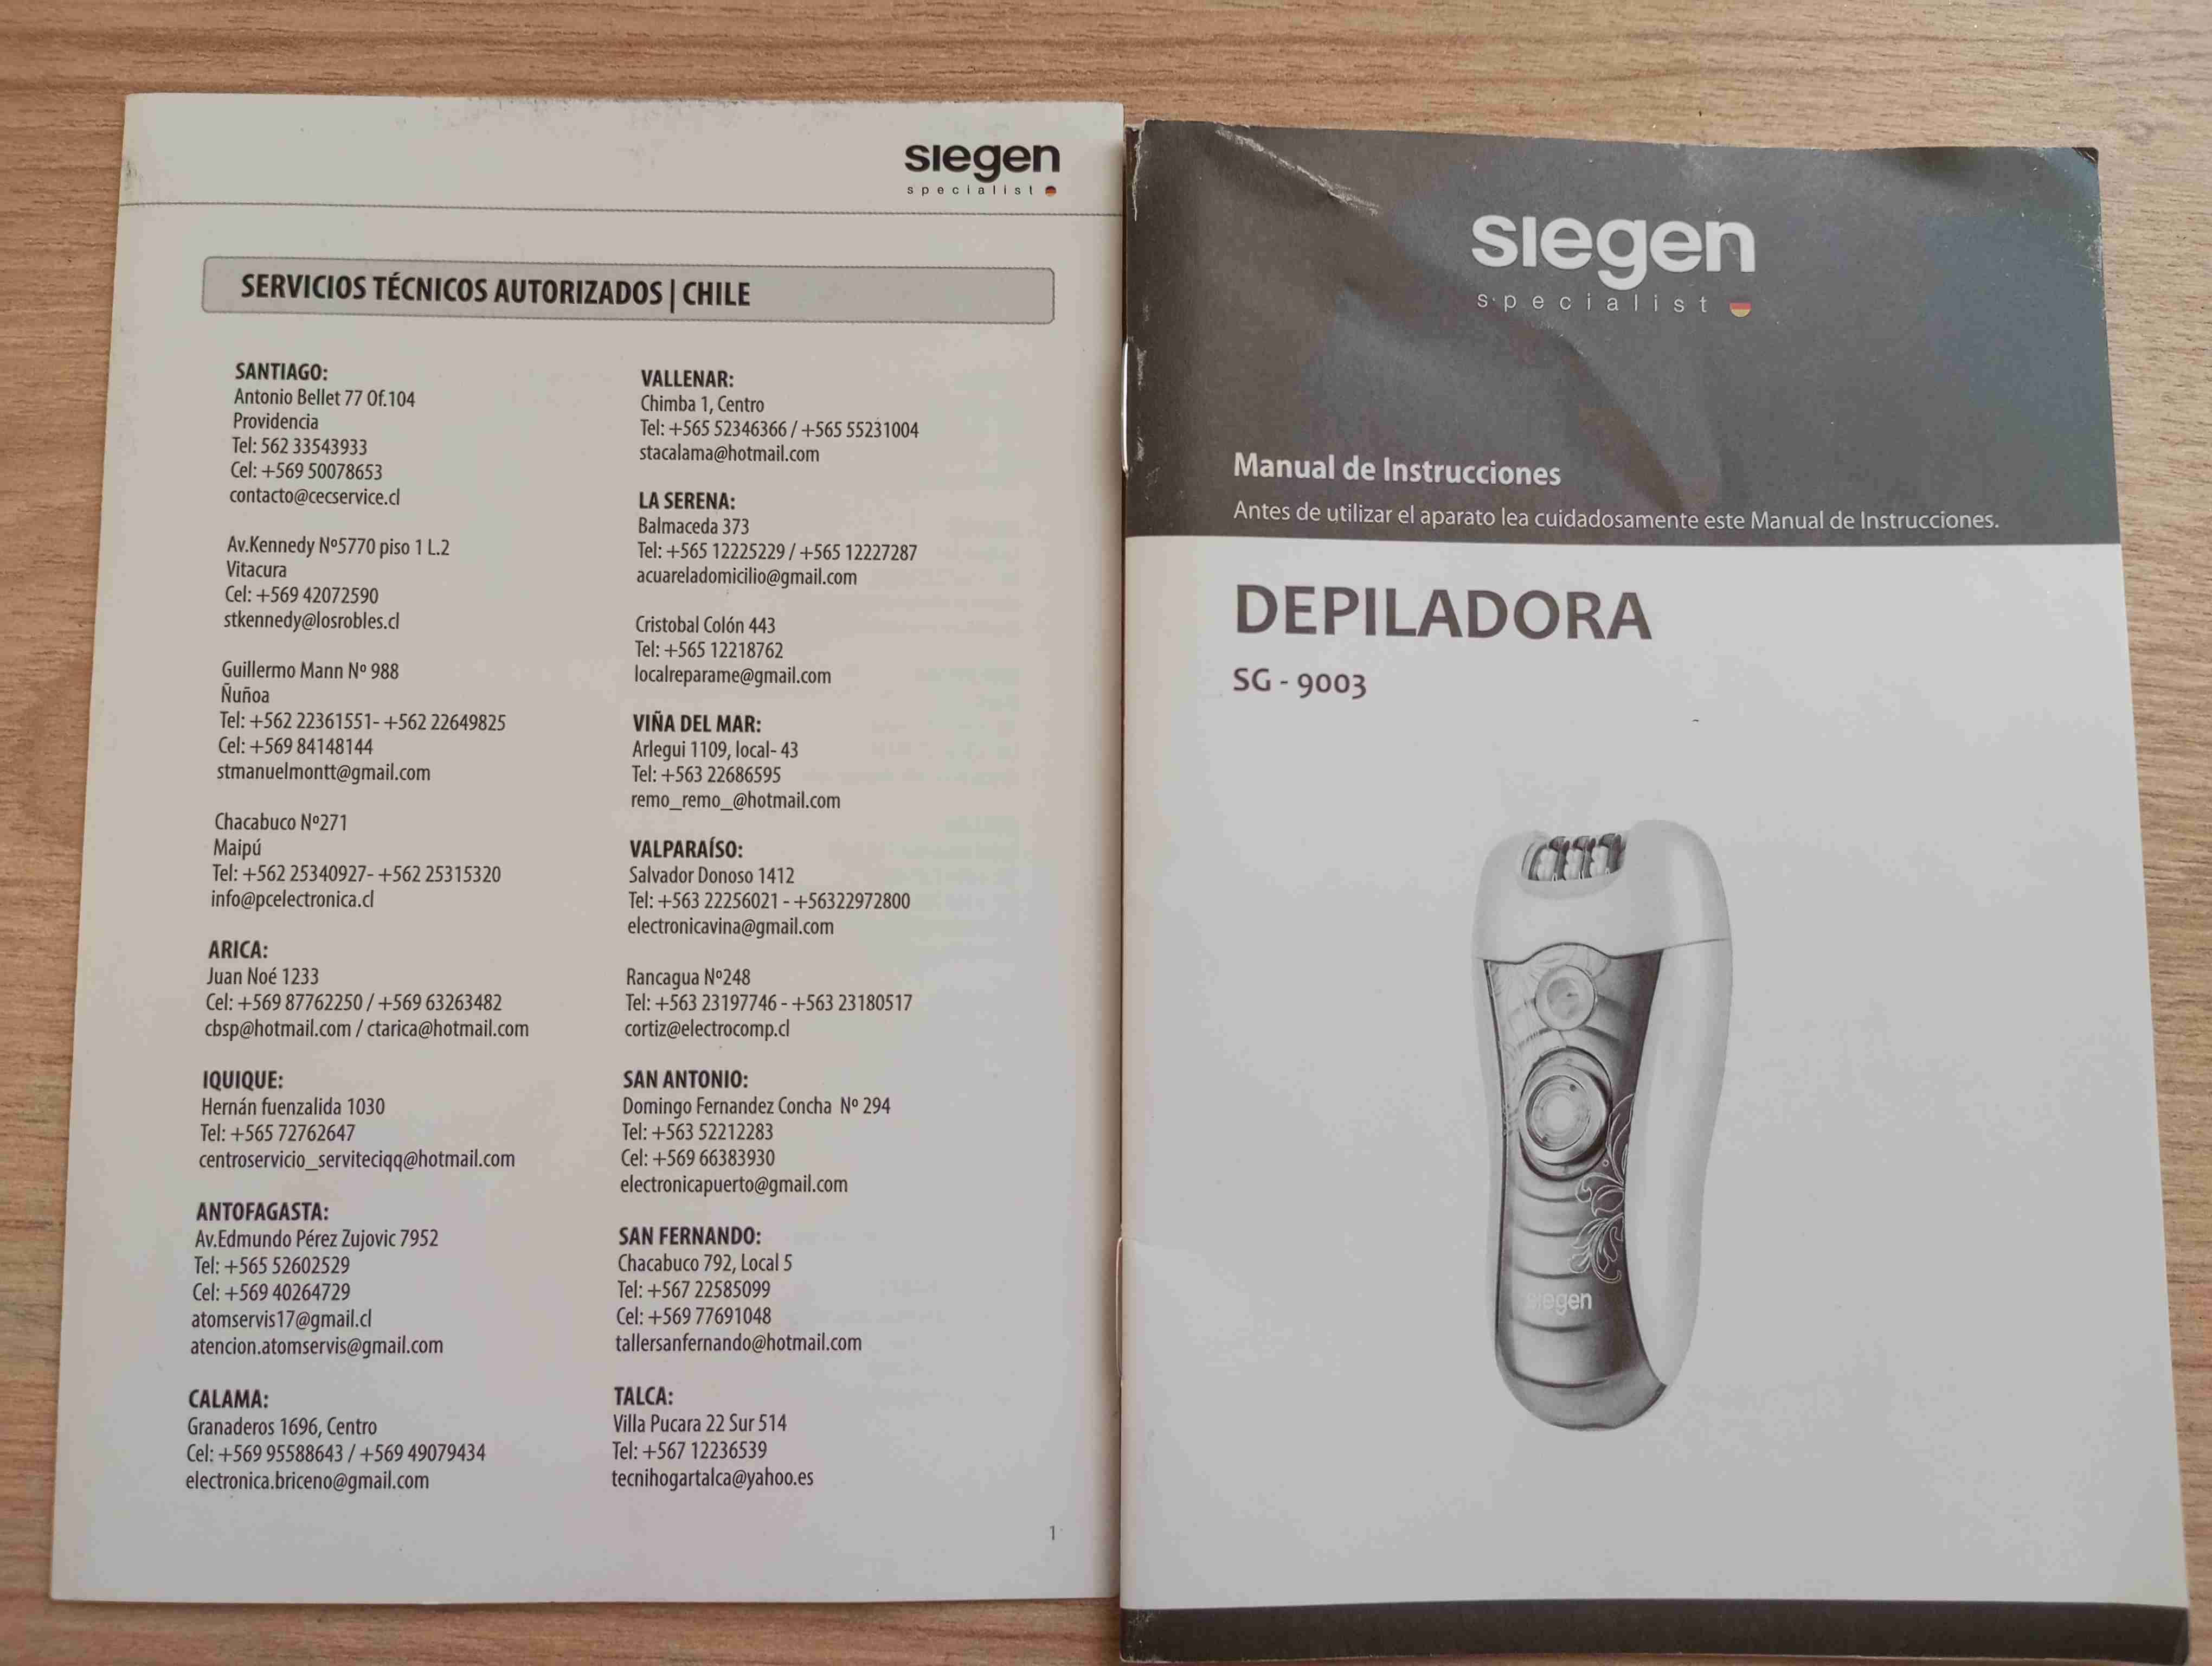 siegen
specialist
SERVICIOS TÉCNICOS AUTORIZADOS | CHILE
SANTIAGO:
Antonio Bellet 77 Of.104
Providencia
Tel: 562 33543933
Cel: +569 50078653
contacto@cecservice.cl
Av.Kennedy Nº5770 piso 1 L.2
Vitacura
Cel: +569 42072590
stkennedy@losrobles.cl
Guillermo Mann Nº 988
Ñuñoa
Tel: +562 22361551- +562 22649825
Cel: +569 84148144
stmanuelmontt@gmail.com
Chacabuco Nº271
Maipú
Tel: +562 25340927- +562 25315320
info@pcelectronica.cl
ARICA:
Juan Noé 1233
Cel: +569 87762250 / +569 63263482
cbsp@hotmail.com / ctarica@hotmail.com
IQUIQUE:
Hernán fuenzalida 1030
Tel: +565 72762647
centroservicio_serviteciqq@hotmail.com
ANTOFAGASTA:
Av.Edmundo Pérez Zujovic 7952
Tel: +565 52602529
Cel: +569 40264729
atomservis17@gmail.cl
atencion.atomservis@gmail.com
CALAMA:
Granaderos 1696, Centro
Cel: +569 95588643 / +569 49079434
electronica.briceno@gmail.com
VALLENAR:
Chimba 1, Centro
Tel: +565 52346366 / +565 55231004
stacalama@hotmail.com
LA SERENA:
Balmaceda 373
Tel: +565 12225229 / +565 12227287
acuareladomicilio@gmail.com
Cristobal Colón 443
Tel: +565 12218762
localreparame@gmail.com
VIÑA DEL MAR:
Arlegui 1109, local- 43
Tel: +563 22686595
remo_remo_@hotmail.com
VALPARAÍSO:
Salvador Donoso 1412
Tel: +563 22256021 - +56322972800
electronicavina@gmail.com
Rancagua Nº248
Tel: +563 23197746 - +563 23180517
cortiz@electrocomp.cl
SAN ANTONIO:
Domingo Fernandez Concha Nº 294
Tel: +563 52212283
Cel: +569 66383930
electronicapuerto@gmail.com
SAN FERNANDO:
Chacabuco 792, Local 5
Tel: +567 22585099
Cel: +569 77691048
tallersanfernando@hotmail.com
TALCA:
Villa Pucara 22 Sur 514
Tel: +567 12236539
tecnihogartalca@yahoo.es
1
siegen
specialist
Manual de Instrucciones
Antes de utilizar el aparato lea cuidadosamente este Manual de Instrucciones.
DEPILADORA
SG - 9003
siegen